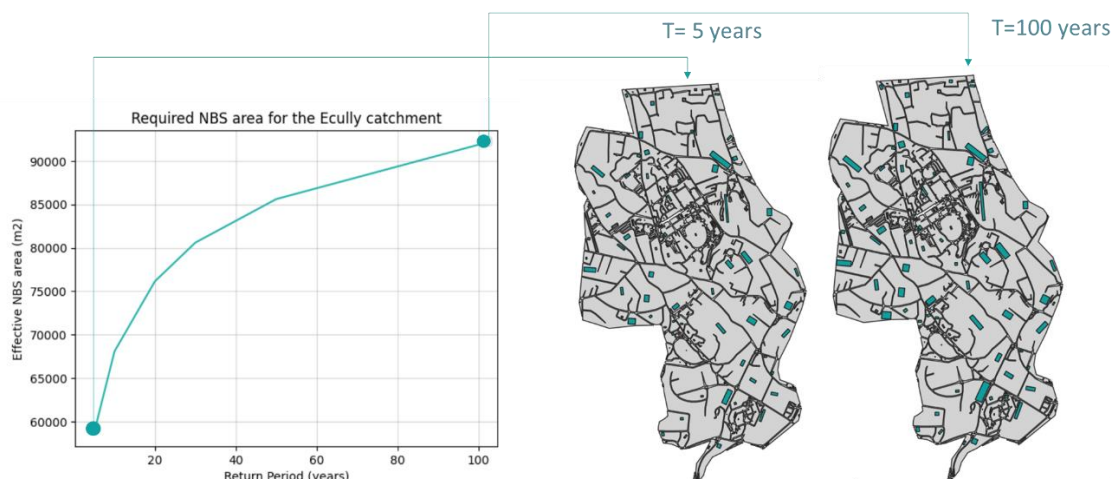 T= 5 years
T=100 years
Required NBS area for the Ecully catchment
Effective NBS area (m2)
90000
85000
80000
75000
70000
65000
60000
20
40
60
80
100
Return Period (years)